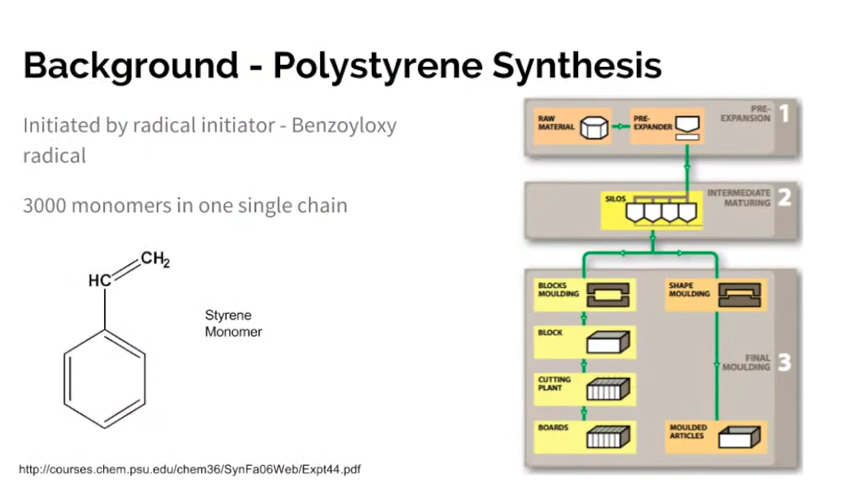 Background - Polystyrene Synthesis
Initiated by radical initiator - Benzoyloxy
radical
3000 monomers in one single chain
CH₂
HC
Styrene
Monomer
http://courses.chem.psu.edu/chem36/SynFa06Web/Expt44.pdf
PRE-
EXPANSION 1
RAW
MATERIAL
PRE-
EXPANDER
INTERMEDIATE
MATURING 2
SILOS
BLOCKS
MOULDING
SHAPE
MOULDING
BLOCK
FINAL
MOULDING 3
CUTTING
PLANT
BOARDS
MOULDED
ARTICLES